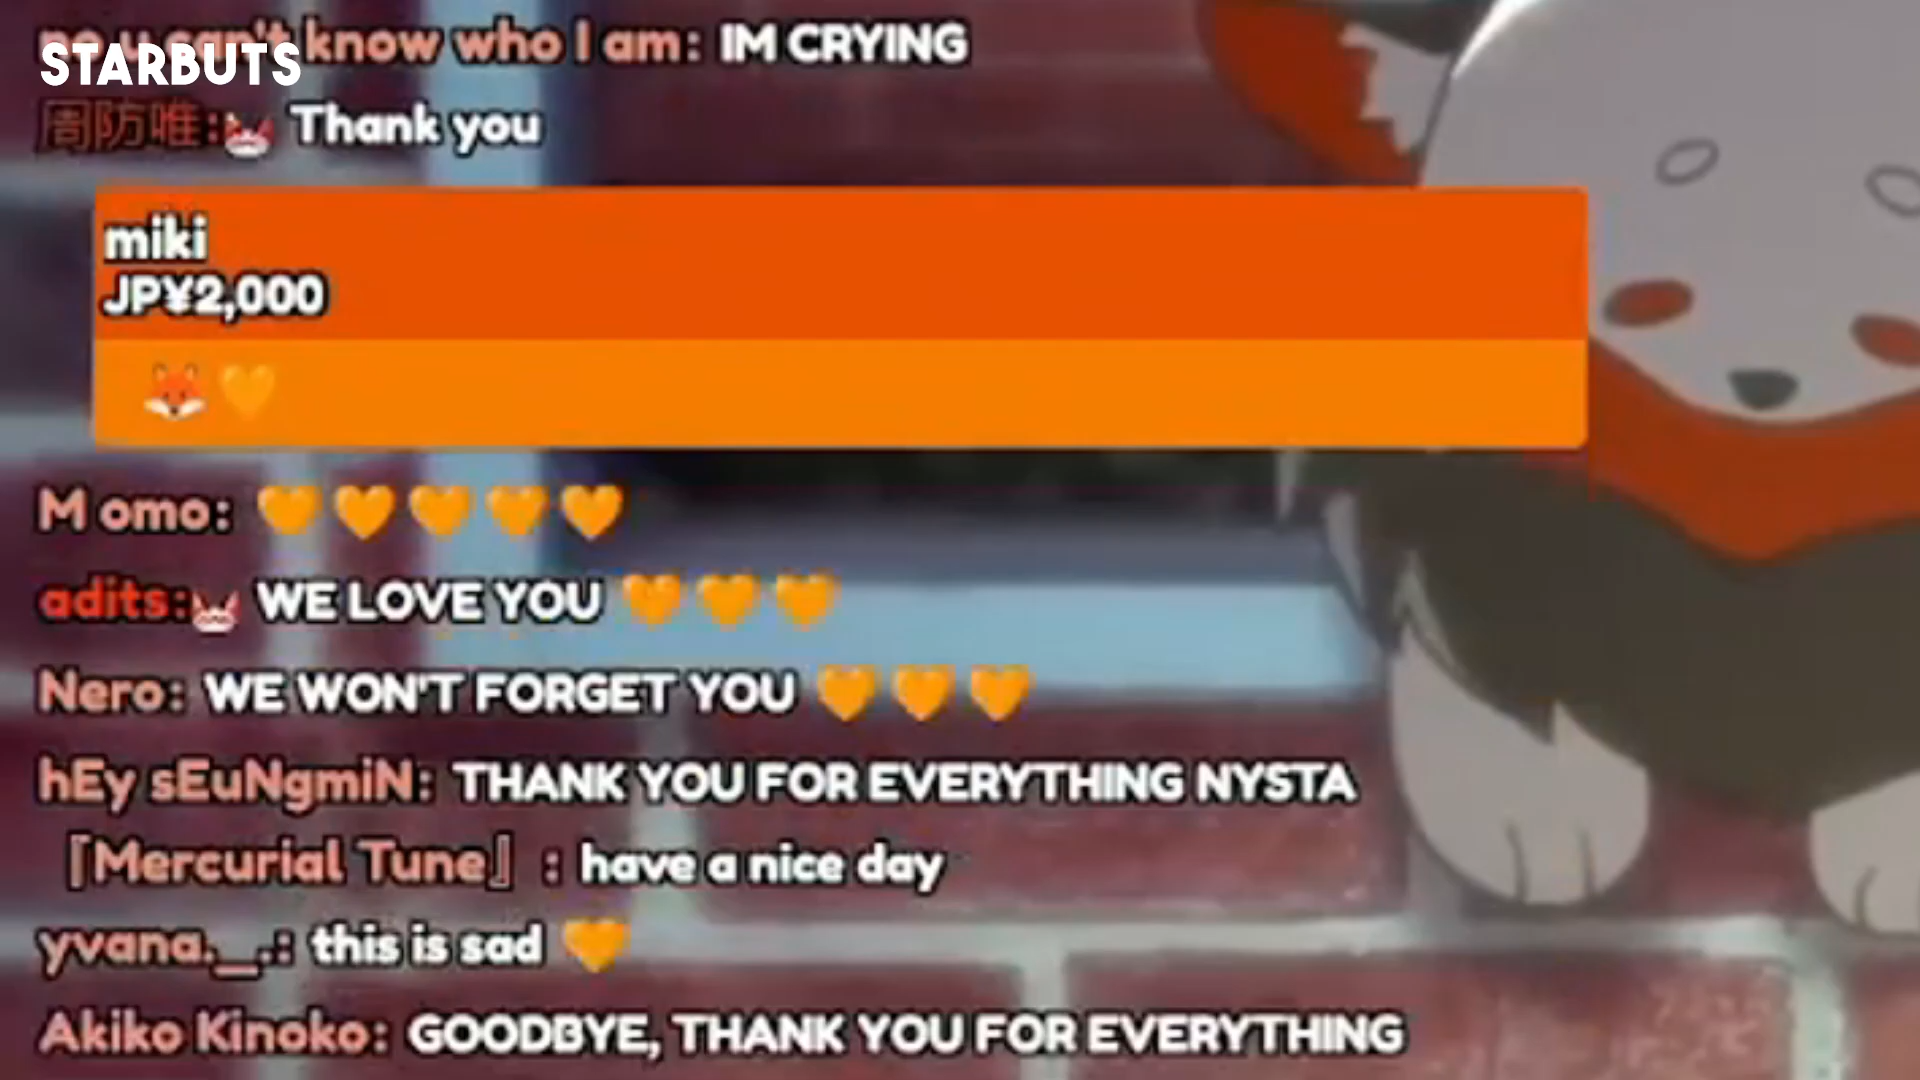 no u can't know who I am: IM CRYING
STARBUTS
周防唯: Thank you
miki
JP¥2,000
M omo:
adits: WE LOVE YOU
Nero: WE WON'T FORGET YOU
hEy sEuNgmiN: THANK YOU FOR EVERYTHING NYSTA
『Mercurial Tune』 : have a nice day
yvana._.: this is sad
Akiko Kinoko: GOODBYE, THANK YOU FOR EVERYTHING